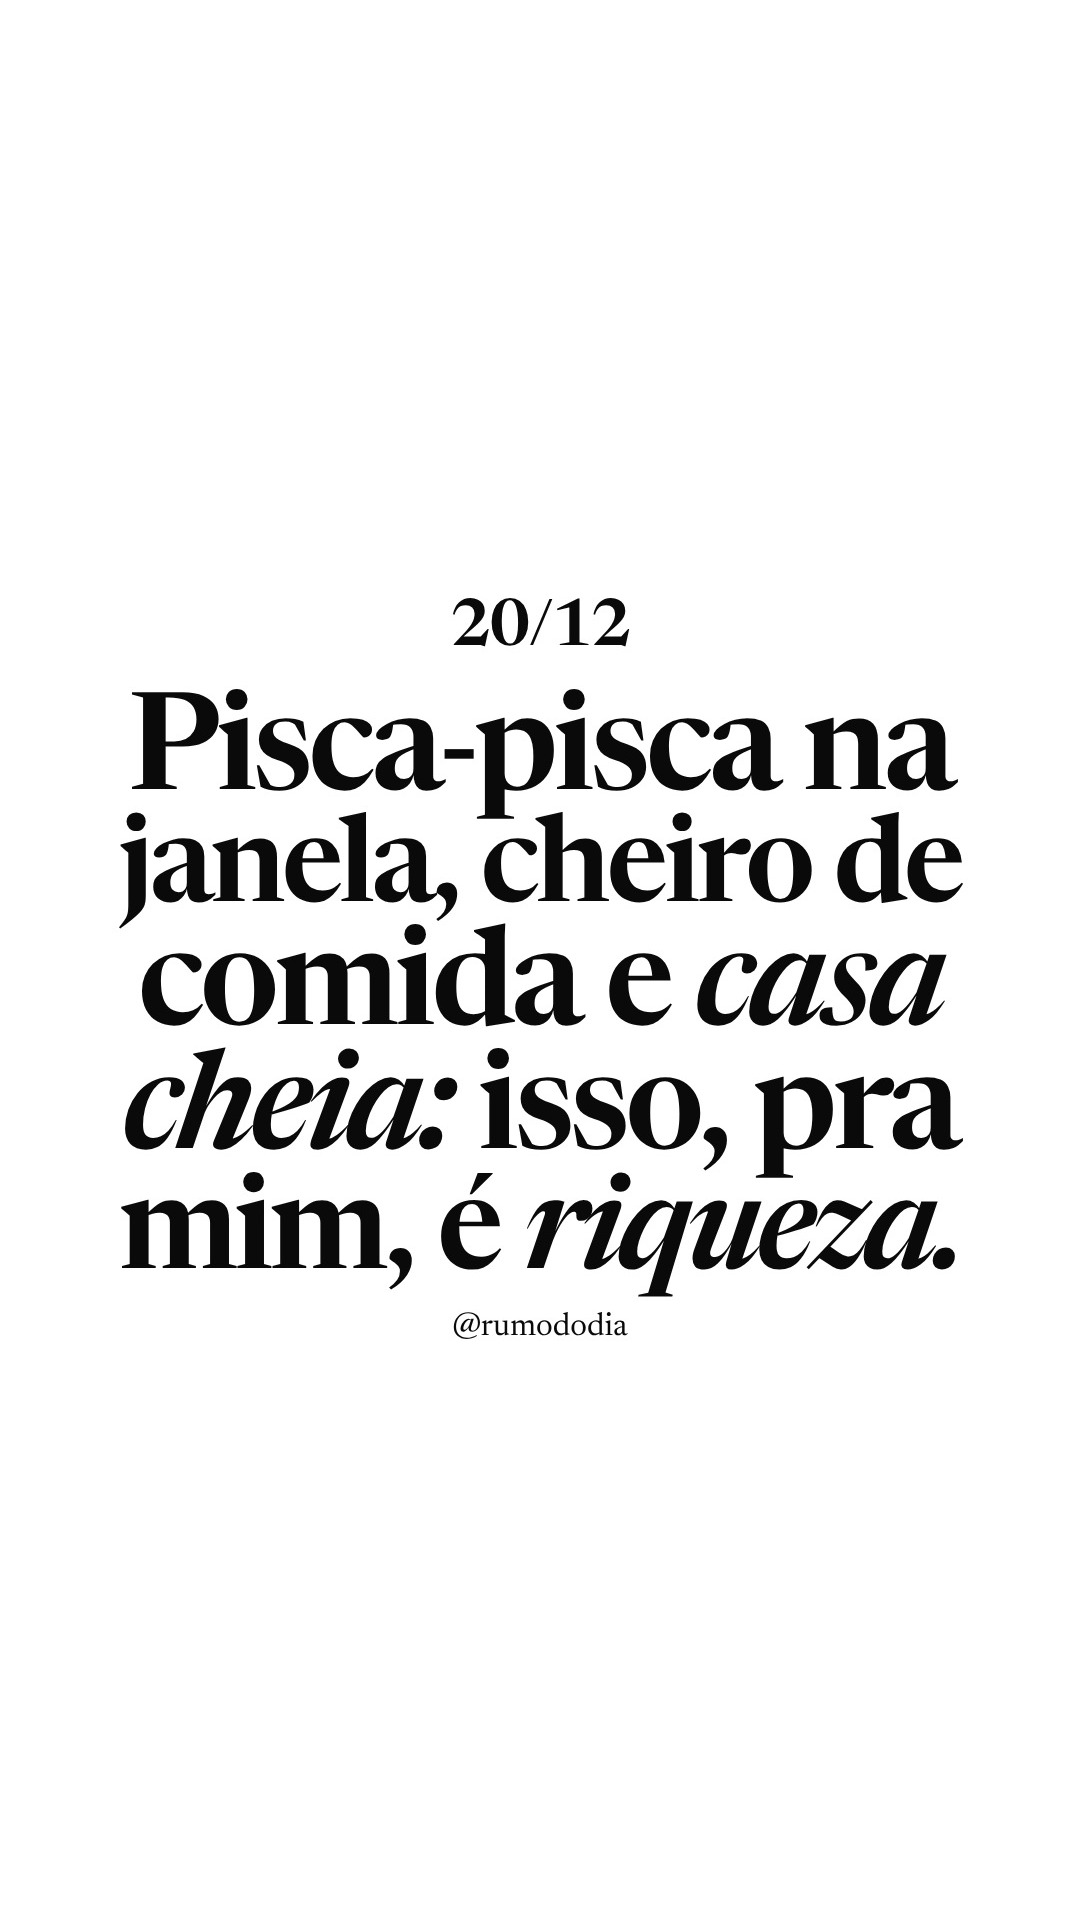 20/12
Pisca-pisca na
janela, cheiro de
comida e casa
cheia: isso, pra
mim, é riqueza.
@rumododia